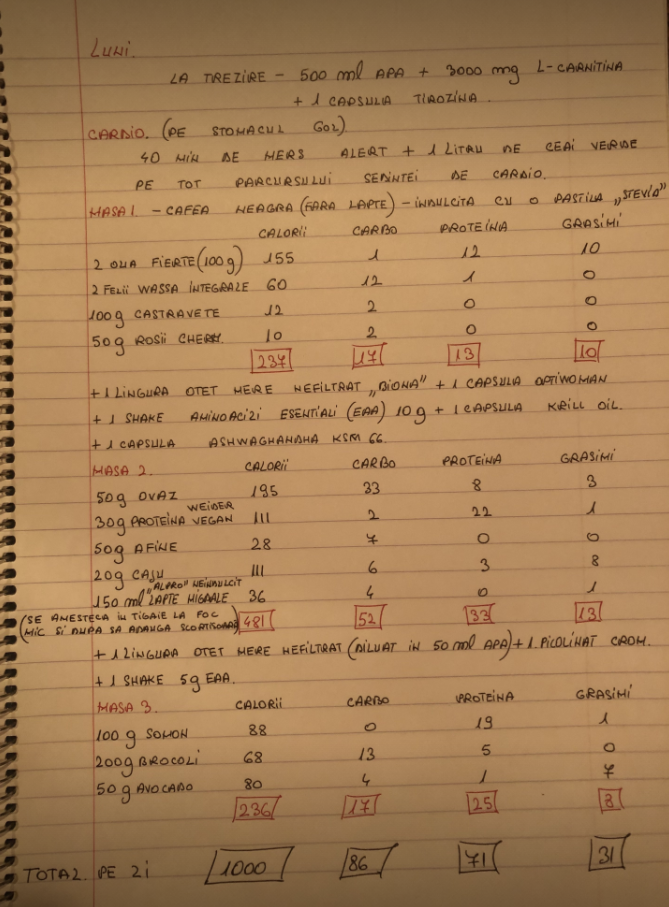 LUNI.
LA TREZIRE - 500 ml APA + 3000 mg L-CARNITINA
+ 1 CAPSULA TIROZINA.
CARDIO. (PE STOMACUL GOL)
40 MIN DE MERS ALERT + 1 LITRU DE CEAI VERDE
PE TOT PARCURSULUI SEDINTEI DE CARDIO.
MASA 1. - CAFEA NEAGRA (FARA LAPTE) - INDULCITA CU O PASTILA „STEVIA”
CALORII CARBO PROTEINA GRASIMI
2 OUA FIERTE (100g) 155 1 12 10
2 FELII WASSA INTEGRALE 60 12 1 0
100g CASTRAVETE 12 2 0 0
50g ROSII CHERRY. 10 2 0 0
237 17 13 10
+ 1 LINGURA OTET MERE NEFILTRAT „BIONA” + 1 CAPSULA OPTIWOMAN
+ 1 SHAKE AMINOACIZI ESENTIALI (EAA) 10 g + 1 CAPSULA KRILL OIL.
+ 1 CAPSULA ASHWAGHANDHA KSM 66.
MASA 2. CALORII CARBO PROTEINA GRASIMI
50g OVAZ 195 33 8 3
30g PROTEINA VEGAN WEIDER 111 2 22 1
50g AFINE 28 7 0 0
20g CAJU 111 6 3 8
150 ml LAPTE MIGDALE "ALPRO" NEINDULCIT 36 4 0 1
(SE AMESTECA IN TIGAIE LA FOC
MIC SI DUPA SA ADAUGA SCORTISOARA) 481 52 33 13
+ 1 LINGURA OTET MERE NEFILTRAT (DILUAT IN 50 ml APA) + 1 PICOLINAT CROM.
+ 1 SHAKE 5g EAA.
MASA 3. CALORII CARBO PROTEINA GRASIMI
100 g SOMON 88 0 19 1
200g BROCOLI 68 13 5 0
50 g AVOCADO 80 4 1 7
236 17 25 8
TOTAL PE ZI 1000 86 71 31